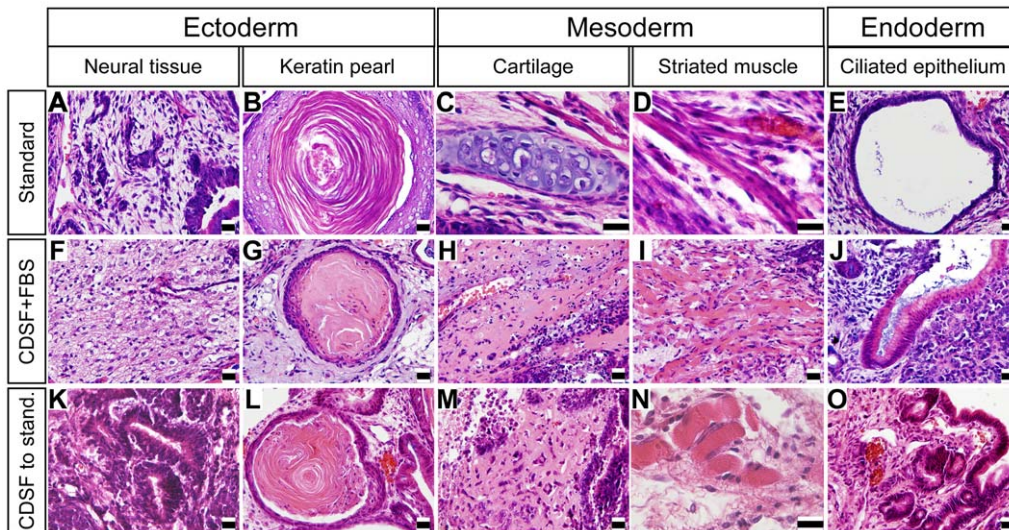 Ectoderm Mesoderm Endoderm
Neural tissue Keratin pearl Cartilage Striated muscle Ciliated epithelium
Standard A B C D E
CDSF+FBS F G H I J
CDSF to stand. K L M N O